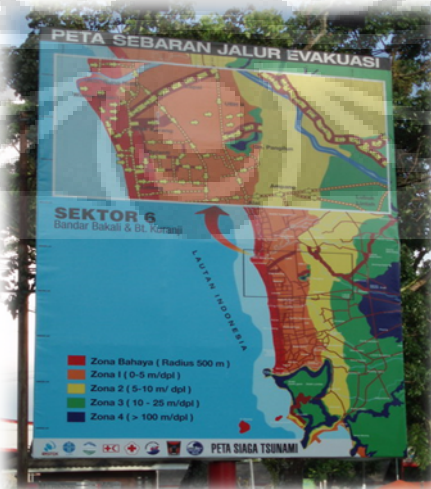 PETA SEBARAN JALUR EVAKUASI
SEKTOR 6
Bandar Bakali & Bt. Koranji
LAUTAN INDONESIA
Zona Bahaya ( Radius 500 m )
Zona I ( 0-5 m/dpl )
Zona 2 ( 5-10 m/ dpl )
Zona 3 ( 10 - 25 m/dpl )
Zona 4 ( > 100 m/dpl )
PETA SIAGA TSUNAMI